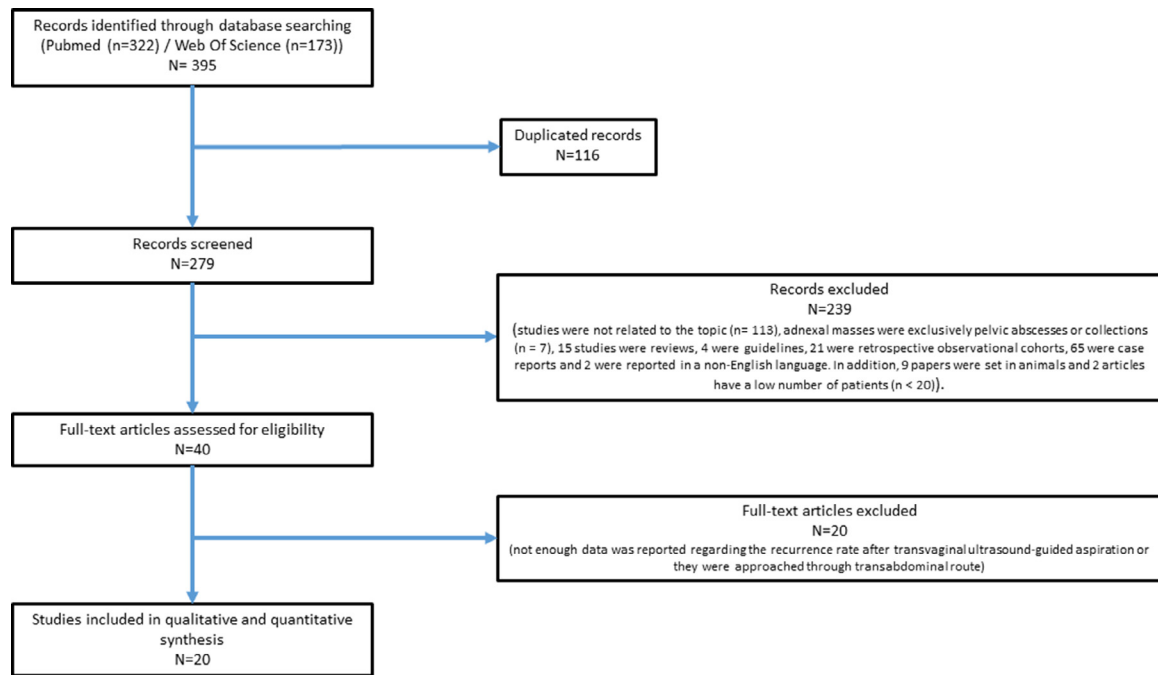 Records identified through database searching
(Pubmed (n=322) / Web Of Science (n=173))
N= 395
Duplicated records
N=116
Records screened
N=279
Records excluded
N=239
(studies were not related to the topic (n= 113), adnexal masses were exclusively pelvic abscesses or collections
(n = 7), 15 studies were reviews, 4 were guidelines, 21 were retrospective observational cohorts, 65 were case
reports and 2 were reported in a non-English language. In addition, 9 papers were set in animals and 2 articles
have a low number of patients (n < 20)).
Full-text articles assessed for eligibility
N=40
Full-text articles excluded
N=20
(not enough data was reported regarding the recurrence rate after transvaginal ultrasound-guided aspiration or
they were approached through transabdominal route)
Studies included in qualitative and quantitative
synthesis
N=20